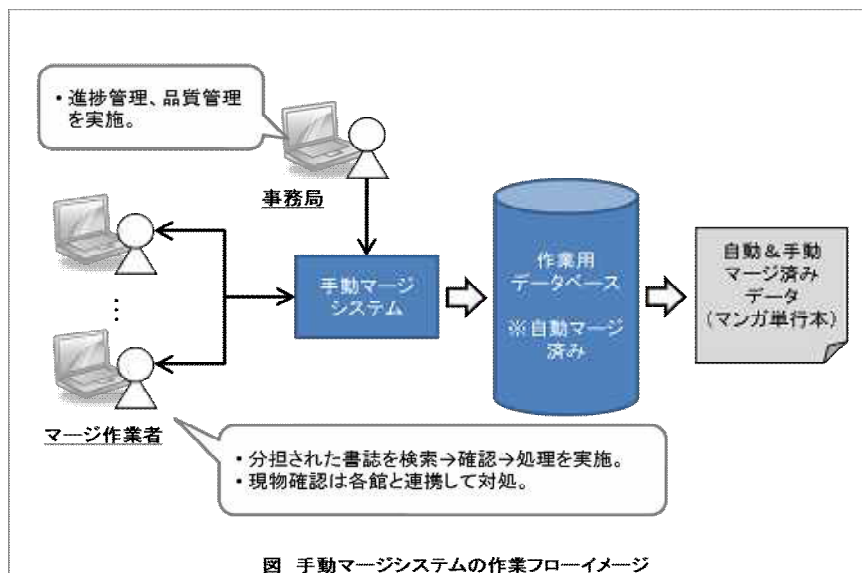 ・進捗管理、品質管理
を実施。
事務局
手動マージ
システム
作業用
データベース
※自動マージ
済み
自動&手動
マージ済み
データ
(マンガ単行本)
…
マージ作業者
・分担された書誌を検索→確認→処理を実施。
・現物確認は各館と連携して対処。
図 手動マージシステムの作業フローイメージ